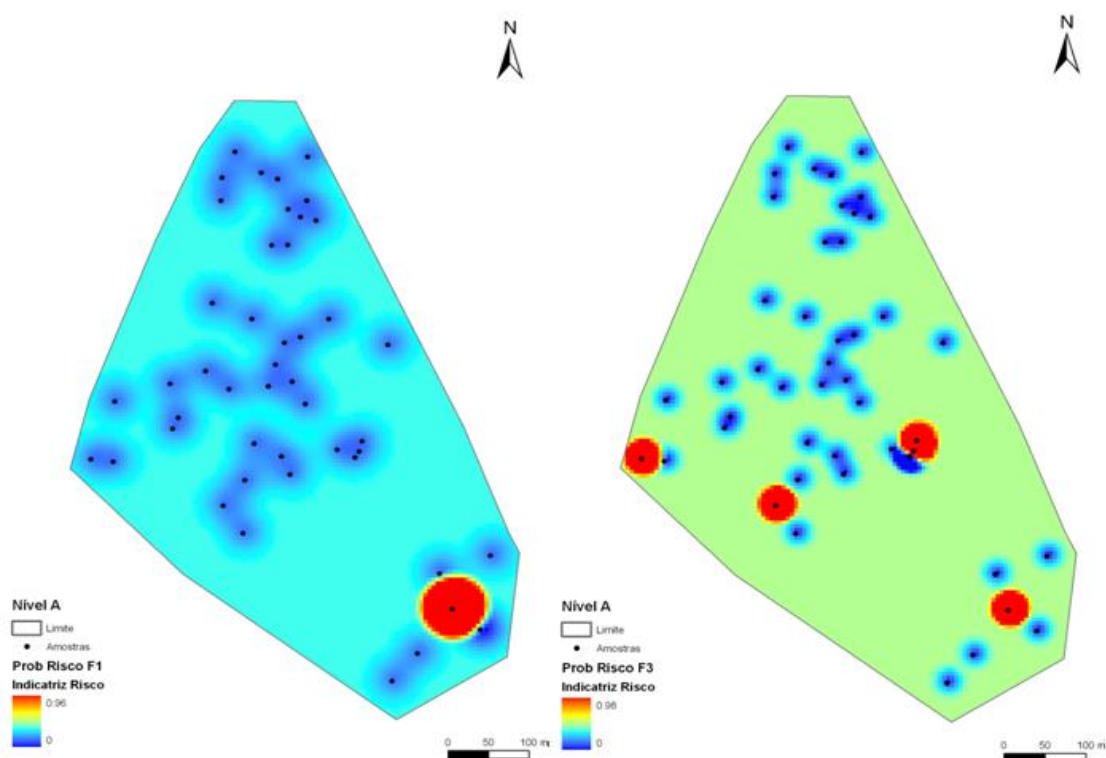 N
Nível A
Limite
Amostras
Prob Risco F1
Indicatriz Risco
0.96
0
0 50 100 m
N
Nível A
Limite
Amostras
Prob Risco F3
Indicatriz Risco
0.98
0
0 50 100 m